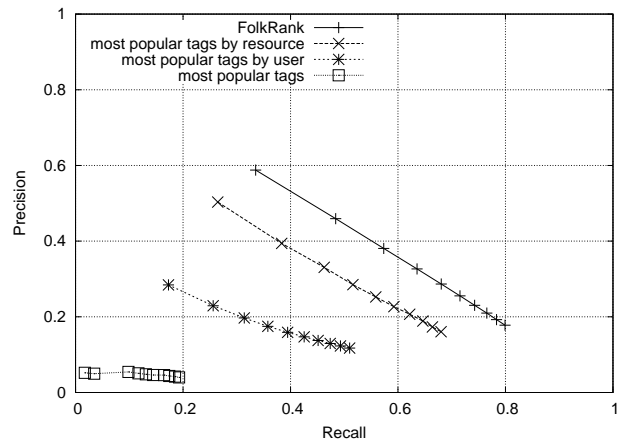 FolkRank
most popular tags by resource
most popular tags by user
most popular tags
1
0.8
0.6
0.4
0.2
0
Precision
0
0.2
0.4
0.6
0.8
1
Recall